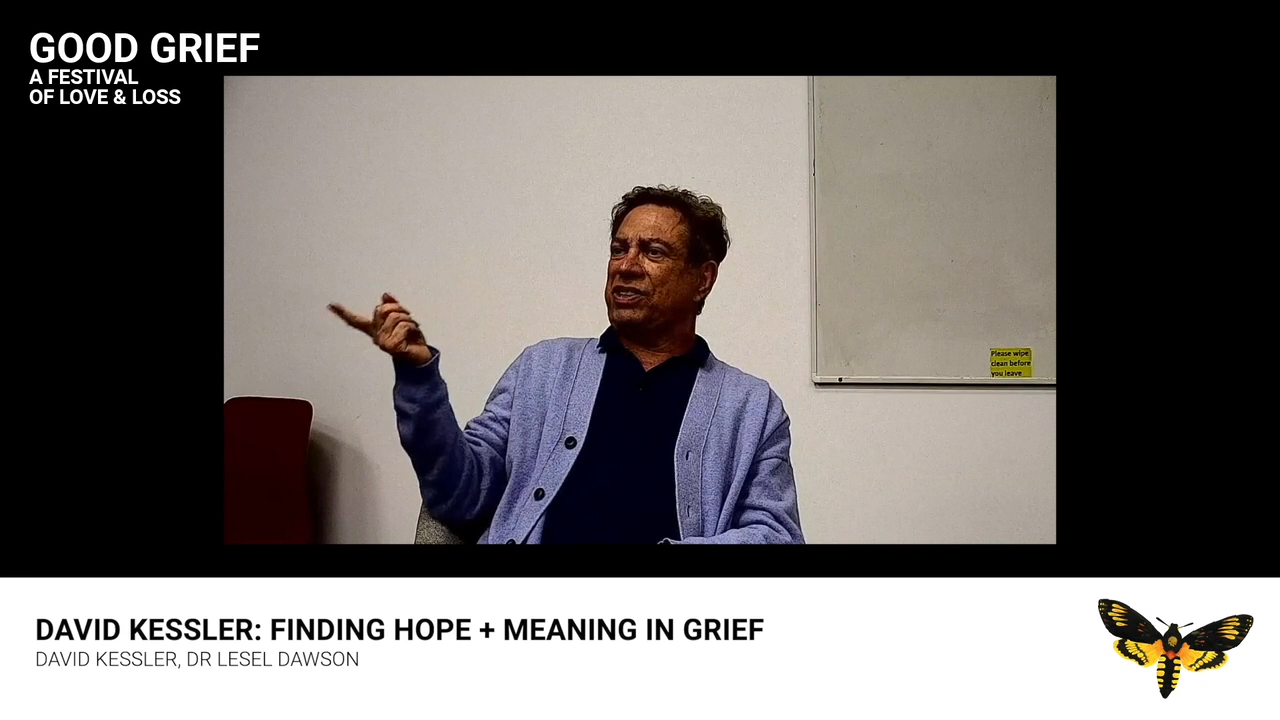 GOOD GRIEF
A FESTIVAL
OF LOVE & LOSS
Please wipe
clean before
you leave
DAVID KESSLER: FINDING HOPE + MEANING IN GRIEF
DAVID KESSLER, DR LESEL DAWSON